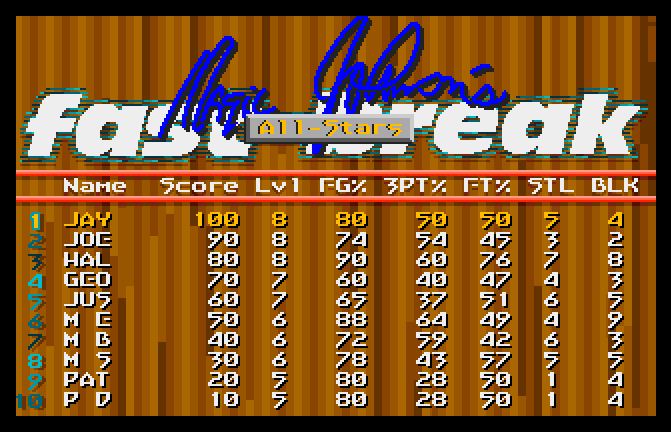 Magic Johnson's
fast break
All-Stars
Name Score Lvl FG% 3PT% FT% STL BLK
1 JAY 100 8 80 50 50 5 4
2 JOE 90 8 74 54 45 3 2
3 HAL 80 8 90 60 76 7 8
4 GEO 70 7 60 40 47 4 3
5 JUS 60 7 65 37 51 6 5
6 M E 50 6 88 64 49 4 9
7 M B 40 6 72 59 42 6 3
8 M S 30 6 78 43 57 5 5
9 PAT 20 5 80 28 50 1 4
10 P D 10 5 80 28 50 1 4